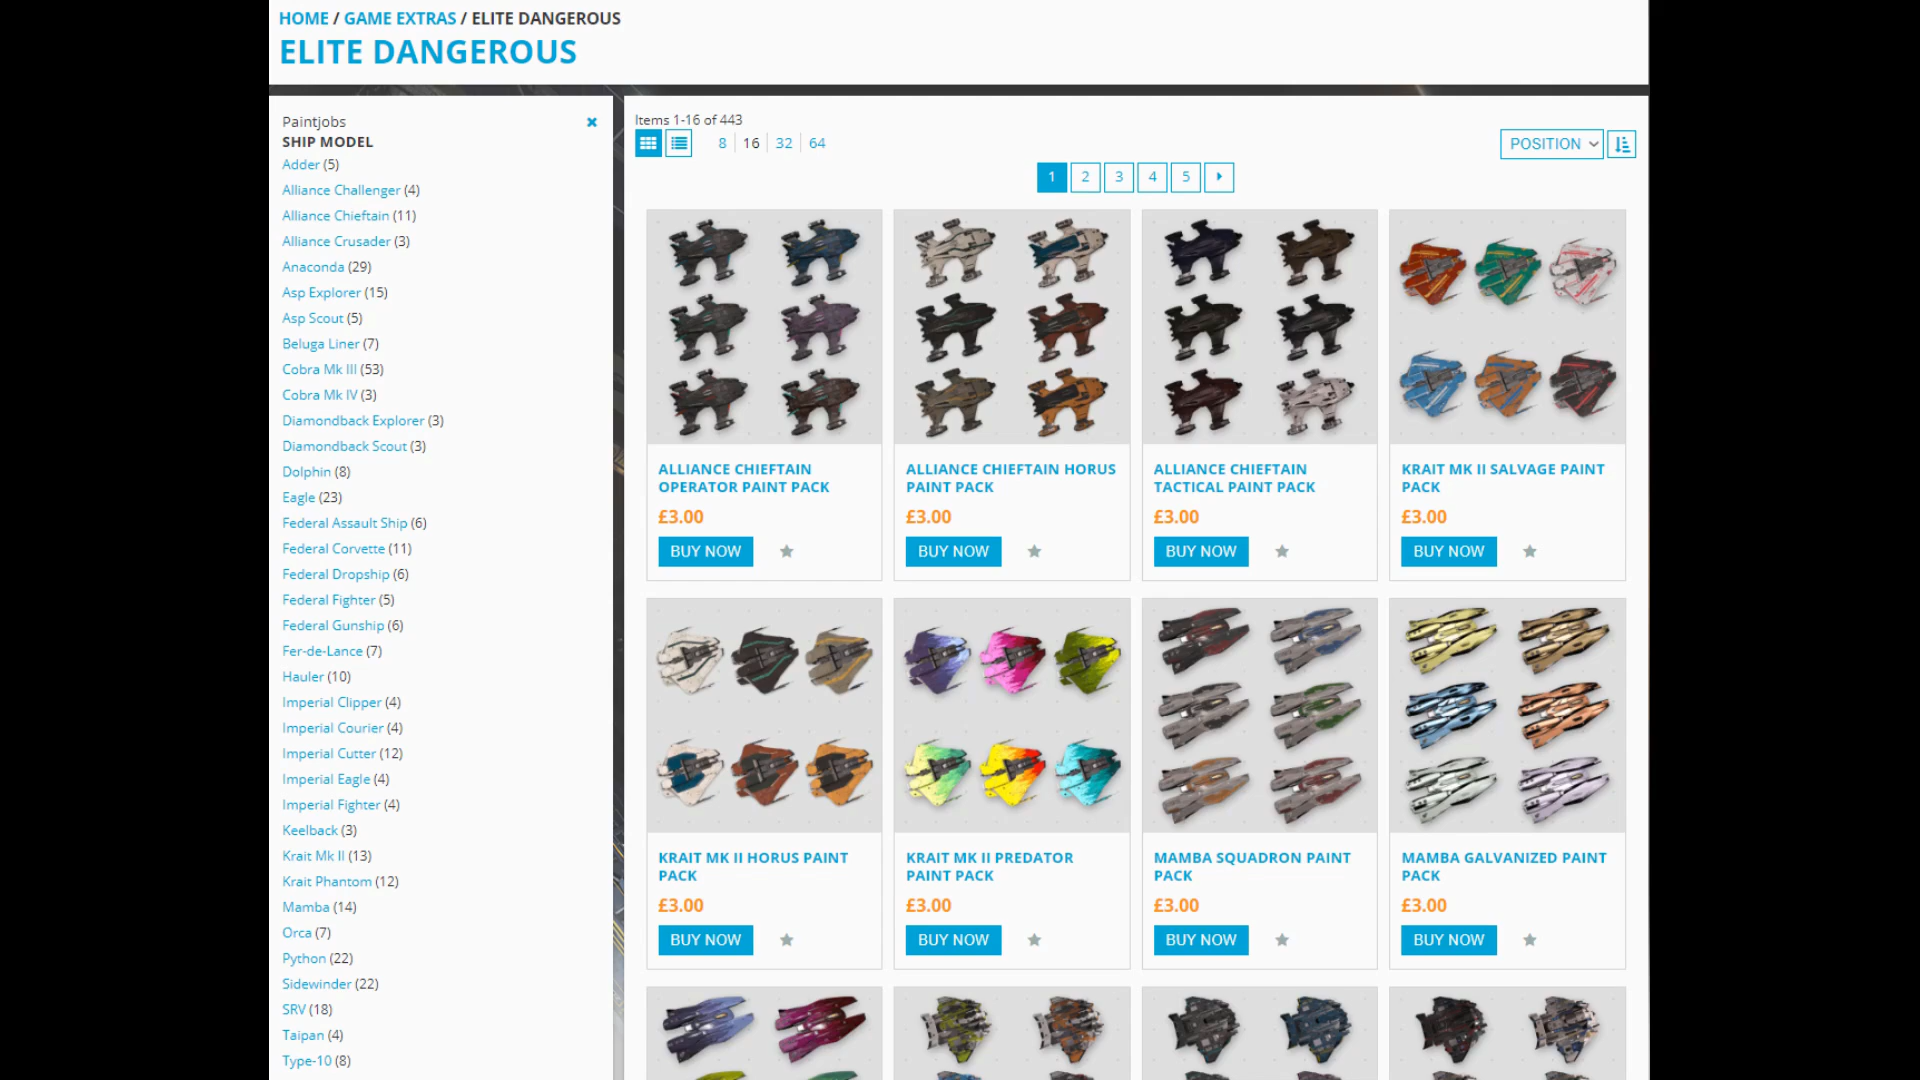 HOME / GAME EXTRAS / ELITE DANGEROUS
ELITE DANGEROUS
Paintjobs
SHIP MODEL
Adder (5)
Alliance Challenger (4)
Alliance Chieftain (11)
Alliance Crusader (3)
Anaconda (29)
Asp Explorer (15)
Asp Scout (5)
Beluga Liner (7)
Cobra Mk III (53)
Cobra Mk IV (3)
Diamondback Explorer (3)
Diamondback Scout (3)
Dolphin (8)
Eagle (23)
Federal Assault Ship (6)
Federal Corvette (11)
Federal Dropship (6)
Federal Fighter (5)
Federal Gunship (6)
Fer-de-Lance (7)
Hauler (10)
Imperial Clipper (4)
Imperial Courier (4)
Imperial Cutter (12)
Imperial Eagle (4)
Imperial Fighter (4)
Keelback (3)
Krait Mk II (13)
Krait Phantom (12)
Mamba (14)
Orca (7)
Python (22)
Sidewinder (22)
SRV (18)
Taipan (4)
Type-10 (8)
Items 1-16 of 443
8 16 32 64
POSITION
1 2 3 4 5
ALLIANCE CHIEFTAIN
OPERATOR PAINT PACK
£3.00
BUY NOW
ALLIANCE CHIEFTAIN HORUS
PAINT PACK
£3.00
BUY NOW
ALLIANCE CHIEFTAIN
TACTICAL PAINT PACK
£3.00
BUY NOW
KRAIT MK II SALVAGE PAINT
PACK
£3.00
BUY NOW
KRAIT MK II HORUS PAINT
PACK
£3.00
BUY NOW
KRAIT MK II PREDATOR
PAINT PACK
£3.00
BUY NOW
MAMBA SQUADRON PAINT
PACK
£3.00
BUY NOW
MAMBA GALVANIZED PAINT
PACK
£3.00
BUY NOW